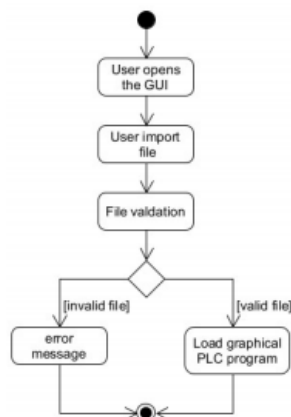 User opens
the GUI
User import
file
File valdation
[invalid file]
[valid file]
error
message
Load graphical
PLC program